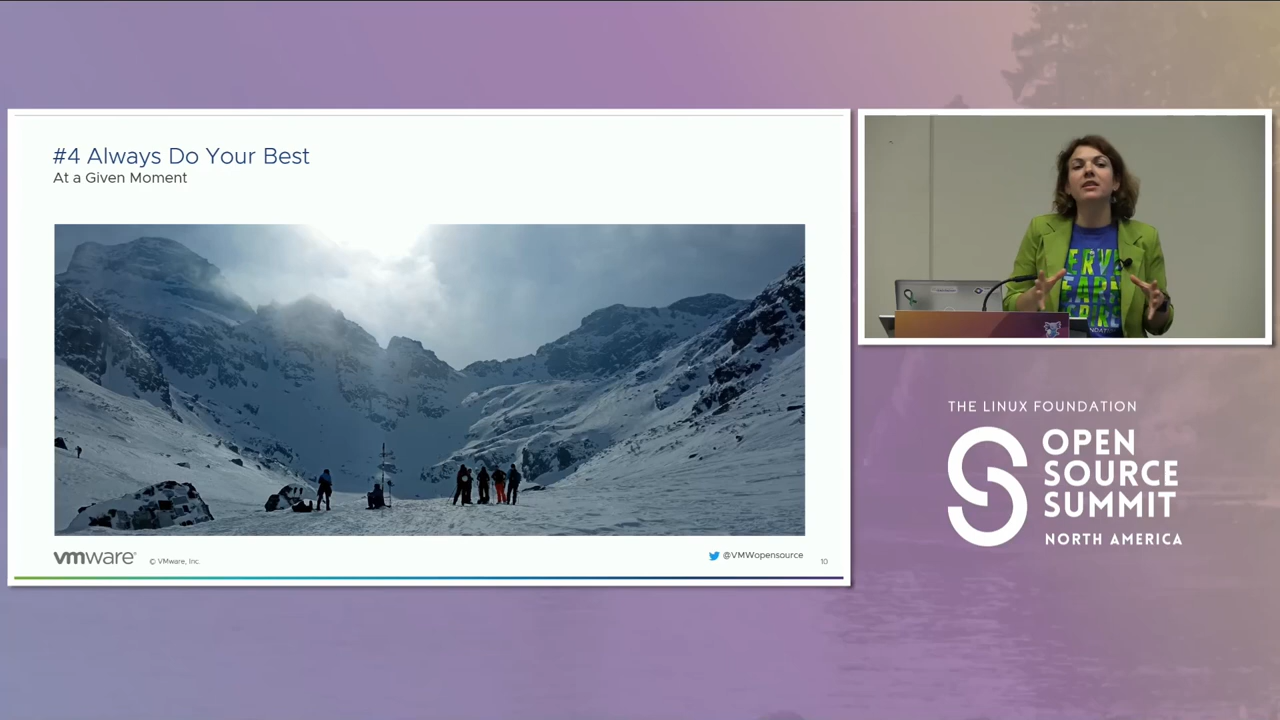 #4 Always Do Your Best
At a Given Moment
vmware
© VMware, Inc.
@VMWopensource
10
THE LINUX FOUNDATION
OPEN
SOURCE
SUMMIT
NORTH AMERICA